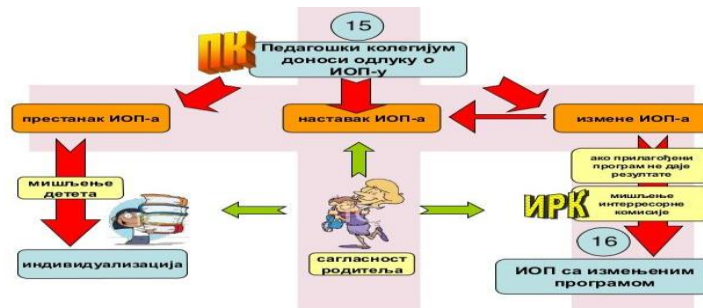 15
ПК
Педагошки колегијум
доноси одлуку о
ИОП-у
престанак ИОП-а
наставак ИОП-а
измене ИОП-а
ако прилагођени
програм не даје
резултате
мишљење
детета
ИРК
мишљење
интерресорне
комисије
16
сагласност
родитеља
индивидуализација
ИОП са измењеним
програмом